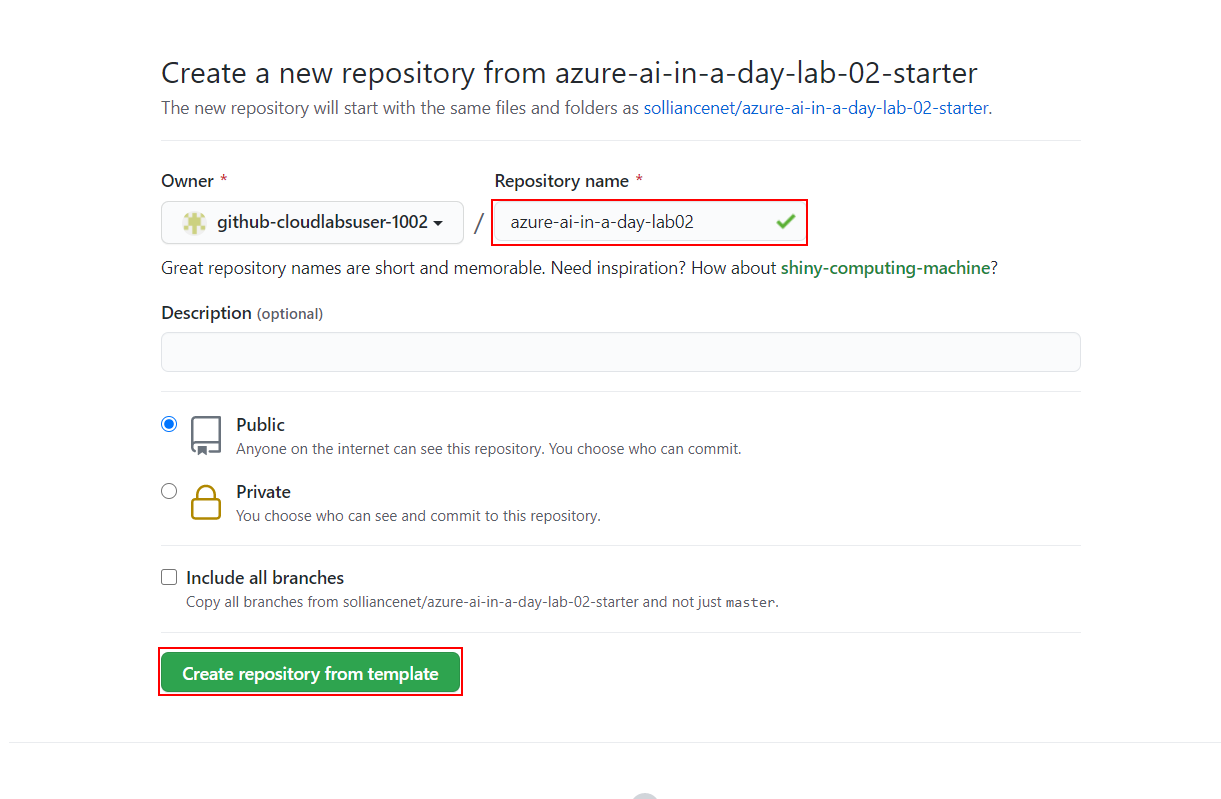 Create a new repository from azure-ai-in-a-day-lab-02-starter
The new repository will start with the same files and folders as solliancenet/azure-ai-in-a-day-lab-02-starter.
Owner *
Repository name *
github-cloudlabsuser-1002
/
azure-ai-in-a-day-lab02
Great repository names are short and memorable. Need inspiration? How about shiny-computing-machine?
Description (optional)
Public
Anyone on the internet can see this repository. You choose who can commit.
Private
You choose who can see and commit to this repository.
Include all branches
Copy all branches from solliancenet/azure-ai-in-a-day-lab-02-starter and not just master.
Create repository from template